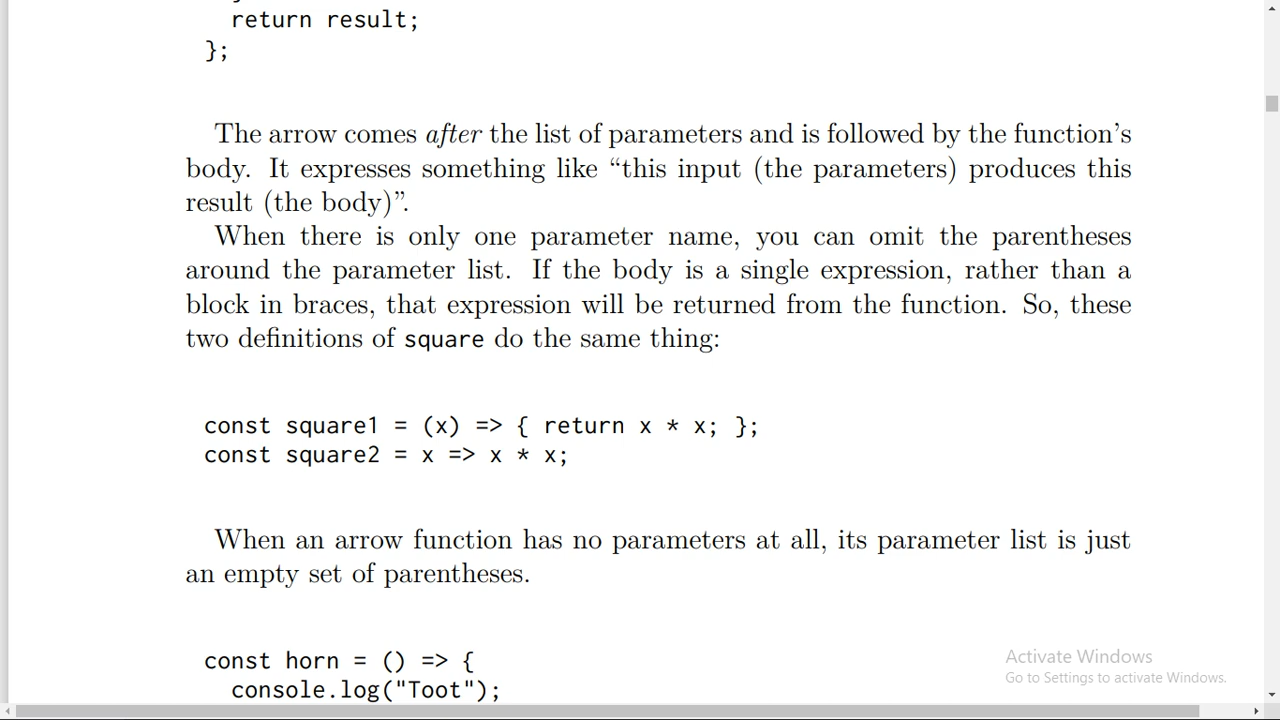 return result;
};
The arrow comes after the list of parameters and is followed by the function’s
body. It expresses something like “this input (the parameters) produces this
result (the body)”.
When there is only one parameter name, you can omit the parentheses
around the parameter list. If the body is a single expression, rather than a
block in braces, that expression will be returned from the function. So, these
two definitions of square do the same thing:
const square1 = (x) => { return x * x; };
const square2 = x => x * x;
When an arrow function has no parameters at all, its parameter list is just
an empty set of parentheses.
const horn = () => {
console.log("Toot");
Activate Windows
Go to Settings to activate Windows.